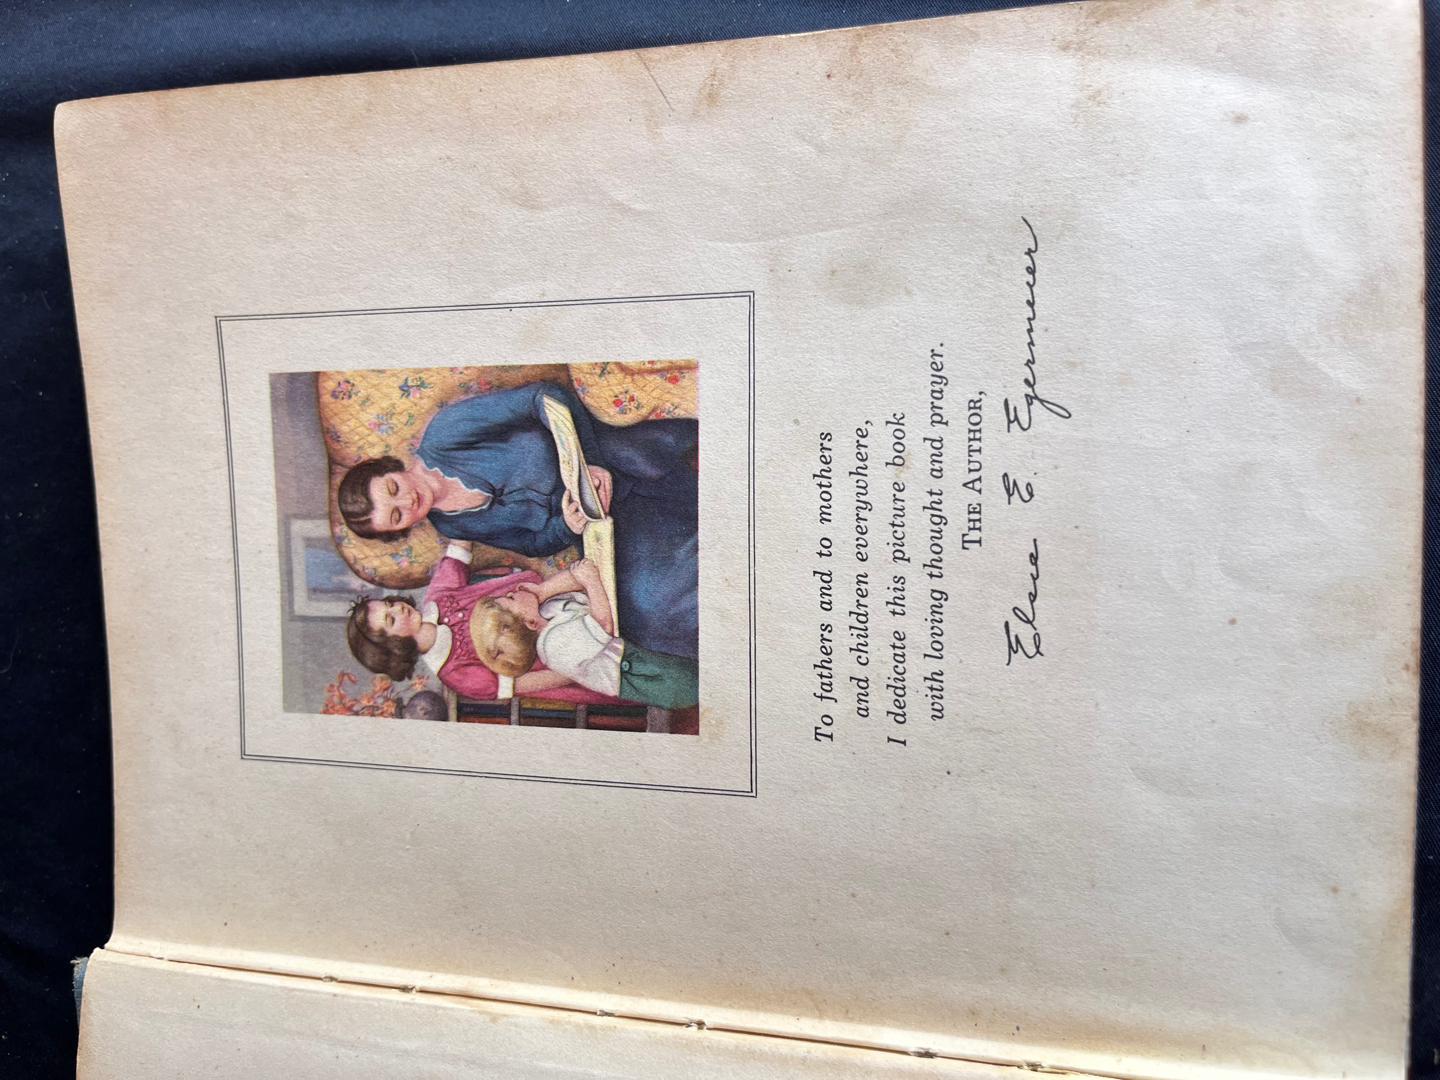 To fathers and to mothers
and children everywhere,
I dedicate this picture book
with loving thought and prayer.
THE AUTHOR,
Elsie E. Egermeier